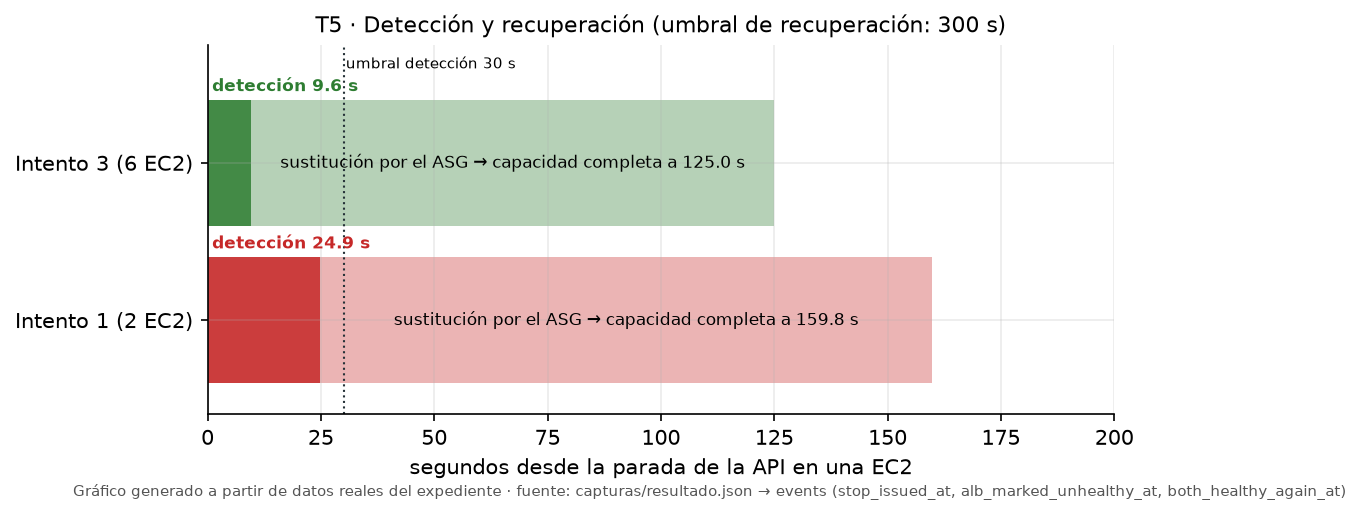 T5 · Detección y recuperación (umbral de recuperación: 300 s)
umbral detección 30 s
detección 9.6 s
Intento 3 (6 EC2)
sustitución por el ASG → capacidad completa a 125.0 s
detección 24.9 s
Intento 1 (2 EC2)
sustitución por el ASG → capacidad completa a 159.8 s
0 25 50 75 100 125 150 175 200
segundos desde la parada de la API en una EC2
Gráfico generado a partir de datos reales del expediente · fuente: capturas/resultado.json → events (stop_issued_at, alb_marked_unhealthy_at, both_healthy_again_at)